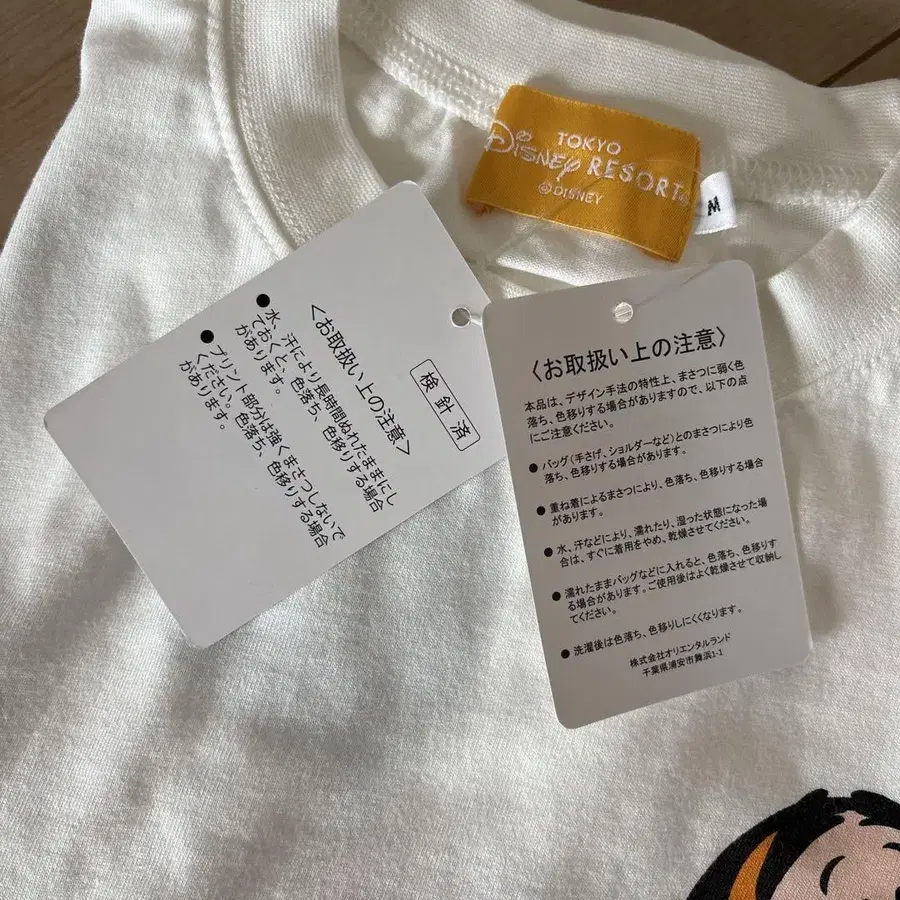 TOKYO
Disney RESORT
© DISNEY
M
検針済
〈お取扱い上の注意〉
●水、汗により長時間ぬれたままにし
ておくと、色落ち、色移りする場合
があります。
●プリント部分は強くまさつしないで
ください。色落ち、色移りする場合
があります。
〈お取扱い上の注意〉
本品は、デザイン手法の特性上、まさつに弱く色
落ち、色移りする場合がありますので、以下の点
にご注意ください。
●バッグ(手さげ、ショルダーなど)とのまさつにより色
落ち、色移りする場合があります。
●重ね着によるまさつにより、色落ち、色移りする場合
があります。
●水、汗などにより、濡れたり、湿った状態になった場
合は、すぐに着用をやめ、乾燥させてください。
●濡れたままバッグなどに入れると、色落ち、色移りす
る場合があります。ご使用後はよく乾燥させて収納し
てください。
●洗濯後は色落ち、色移りしにくくなります。
株式会社オリエンタルランド
千葉県浦安市舞浜1-1